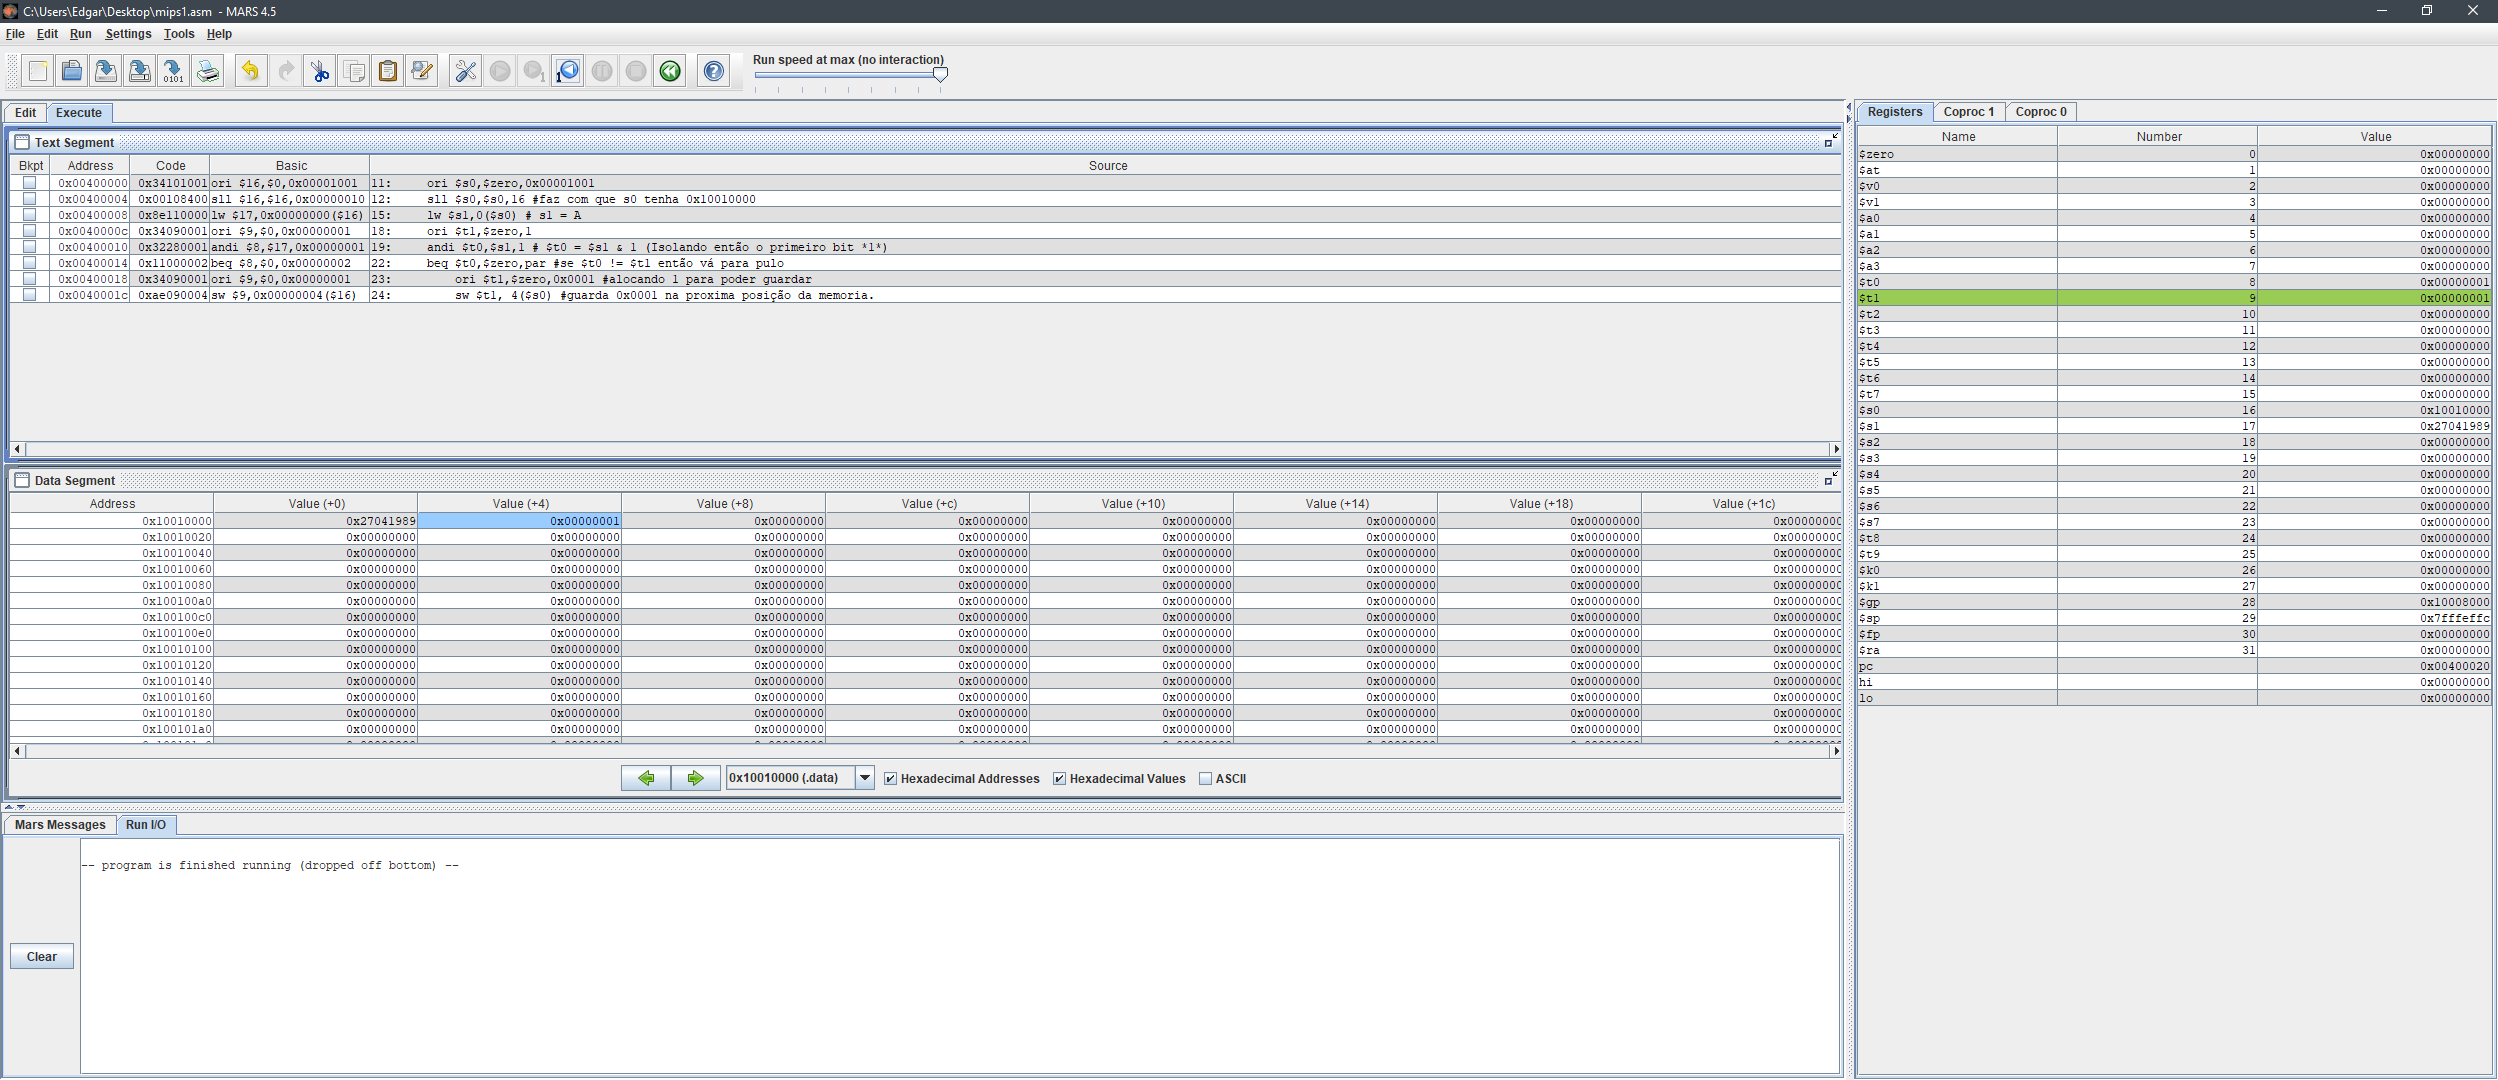 C:\Users\Edgar\Desktop\mips1.asm - MARS 4.5
File Edit Run Settings Tools Help
Run speed at max (no interaction)
Edit Execute
Text Segment
Bkpt Address Code Basic Source
0x00400000 0x34101001 ori $16,$0,0x00001001 11: ori $s0,$zero,0x00001001
0x00400004 0x00108400 sll $16,$16,0x00000010 12: sll $s0,$s0,16 #faz com que s0 tenha 0x10010000
0x00400008 0x8e110000 lw $17,0x00000000($16) 15: lw $s1,0($s0) # s1 = A
0x0040000c 0x34090001 ori $9,$0,0x00000001 18: ori $t1,$zero,1
0x00400010 0x32280001 andi $8,$17,0x00000001 19: andi $t0,$s1,1 # $t0 = $s1 & 1 (Isolando então o primeiro bit *1*)
0x00400014 0x11000002 beq $8,$0,0x00000002 22: beq $t0,$zero,par #se $t0 != $t1 então vá para pulo
0x00400018 0x34090001 ori $9,$0,0x00000001 23: ori $t1,$zero,0x0001 #alocando 1 para poder guardar
0x0040001c 0xae090004 sw $9,0x00000004($16) 24: sw $t1, 4($s0) #guarda 0x0001 na proxima posição da memoria.
Data Segment
Address Value (+0) Value (+4) Value (+8) Value (+c) Value (+10) Value (+14) Value (+18) Value (+1c)
0x10010000 0x27041989 0x00000001 0x00000000 0x00000000 0x00000000 0x00000000 0x00000000 0x00000000
0x10010020 0x00000000 0x00000000 0x00000000 0x00000000 0x00000000 0x00000000 0x00000000 0x00000000
0x10010040 0x00000000 0x00000000 0x00000000 0x00000000 0x00000000 0x00000000 0x00000000 0x00000000
0x10010060 0x00000000 0x00000000 0x00000000 0x00000000 0x00000000 0x00000000 0x00000000 0x00000000
0x10010080 0x00000000 0x00000000 0x00000000 0x00000000 0x00000000 0x00000000 0x00000000 0x00000000
0x100100a0 0x00000000 0x00000000 0x00000000 0x00000000 0x00000000 0x00000000 0x00000000 0x00000000
0x100100c0 0x00000000 0x00000000 0x00000000 0x00000000 0x00000000 0x00000000 0x00000000 0x00000000
0x100100e0 0x00000000 0x00000000 0x00000000 0x00000000 0x00000000 0x00000000 0x00000000 0x00000000
0x10010100 0x00000000 0x00000000 0x00000000 0x00000000 0x00000000 0x00000000 0x00000000 0x00000000
0x10010120 0x00000000 0x00000000 0x00000000 0x00000000 0x00000000 0x00000000 0x00000000 0x00000000
0x10010140 0x00000000 0x00000000 0x00000000 0x00000000 0x00000000 0x00000000 0x00000000 0x00000000
0x10010160 0x00000000 0x00000000 0x00000000 0x00000000 0x00000000 0x00000000 0x00000000 0x00000000
0x10010180 0x00000000 0x00000000 0x00000000 0x00000000 0x00000000 0x00000000 0x00000000 0x00000000
0x100101a0 0x00000000 0x00000000 0x00000000 0x00000000 0x00000000 0x00000000 0x00000000 0x00000000
0x10010000 (.data) Hexadecimal Addresses Hexadecimal Values ASCII
Mars Messages Run I/O
-- program is finished running (dropped off bottom) --
Clear
Registers Coproc 1 Coproc 0
Name Number Value
$zero 0 0x00000000
$at 1 0x00000000
$v0 2 0x00000000
$v1 3 0x00000000
$a0 4 0x00000000
$a1 5 0x00000000
$a2 6 0x00000000
$a3 7 0x00000000
$t0 8 0x00000001
$t1 9 0x00000001
$t2 10 0x00000000
$t3 11 0x00000000
$t4 12 0x00000000
$t5 13 0x00000000
$t6 14 0x00000000
$t7 15 0x00000000
$s0 16 0x10010000
$s1 17 0x27041989
$s2 18 0x00000000
$s3 19 0x00000000
$s4 20 0x00000000
$s5 21 0x00000000
$s6 22 0x00000000
$s7 23 0x00000000
$t8 24 0x00000000
$t9 25 0x00000000
$k0 26 0x00000000
$k1 27 0x00000000
$gp 28 0x10008000
$sp 29 0x7fffeffc
$fp 30 0x00000000
$ra 31 0x00000000
pc 0x00400020
hi 0x00000000
lo 0x00000000